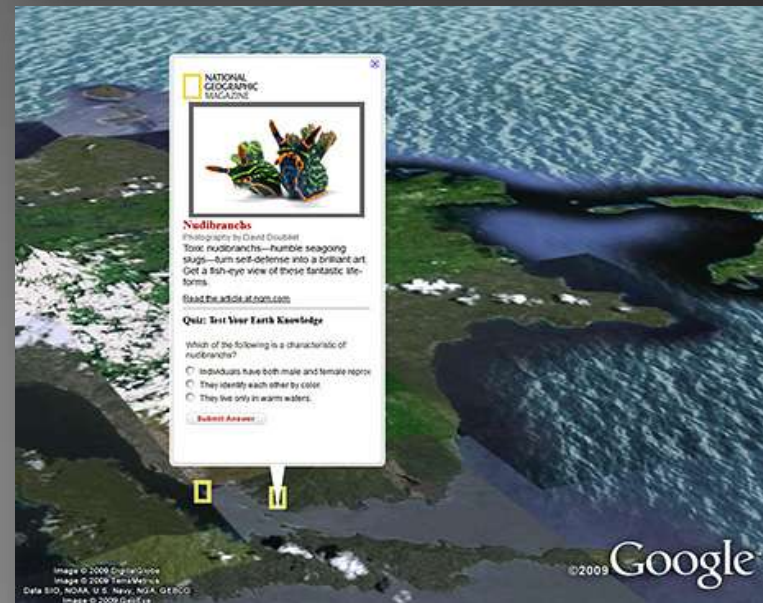 NATIONAL
GEOGRAPHIC
MAGAZINE
Nudibranchs
Photography by David Doubilet
Toxic nudibranchs—humble seagoing
slugs—turn self-defense into a brilliant art.
Get a fish-eye view of these fantastic life-
forms.
Read the article at ngm.com
Quiz: Test Your Earth Knowledge
Which of the following is a characteristic of
nudibranchs?
Individuals have both male and female repro
They identify each other by color.
They live only in warm waters.
Submit Answer
Image © 2009 DigitalGlobe
Image © 2009 TerraMetrics
Data SIO, NOAA, U.S. Navy, NGA, GEBCO
Image © 2009 GeoEye
©2009 Google